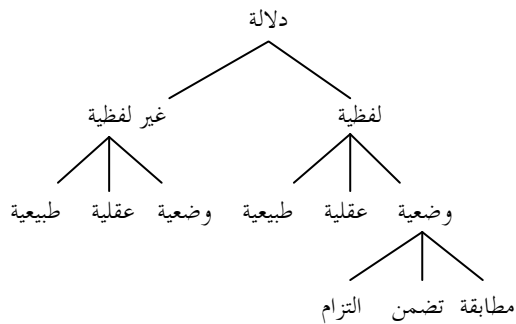 دلالة
لفظية غير لفظية
وضعية عقلية طبيعية وضعية عقلية طبيعية
مطابقة تضمن التزام